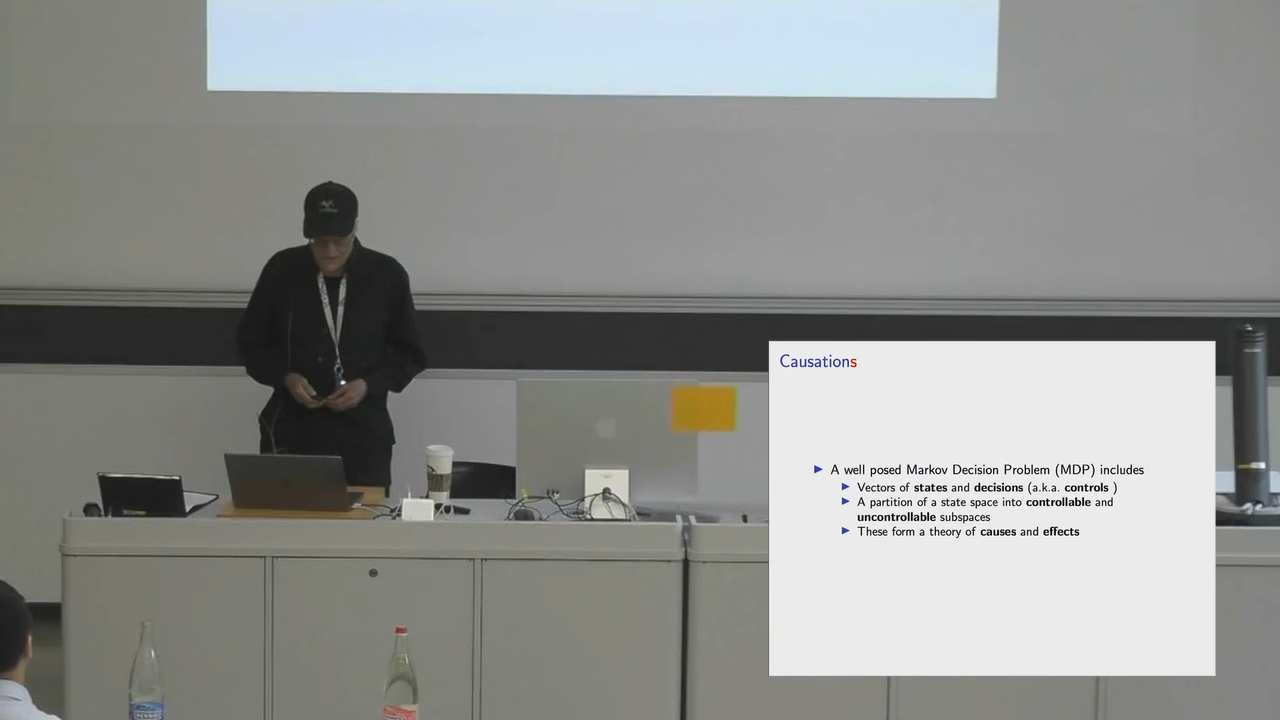 Causations
A well posed Markov Decision Problem (MDP) includes
Vectors of states and decisions (a.k.a. controls )
A partition of a state space into controllable and
uncontrollable subspaces
These form a theory of causes and effects